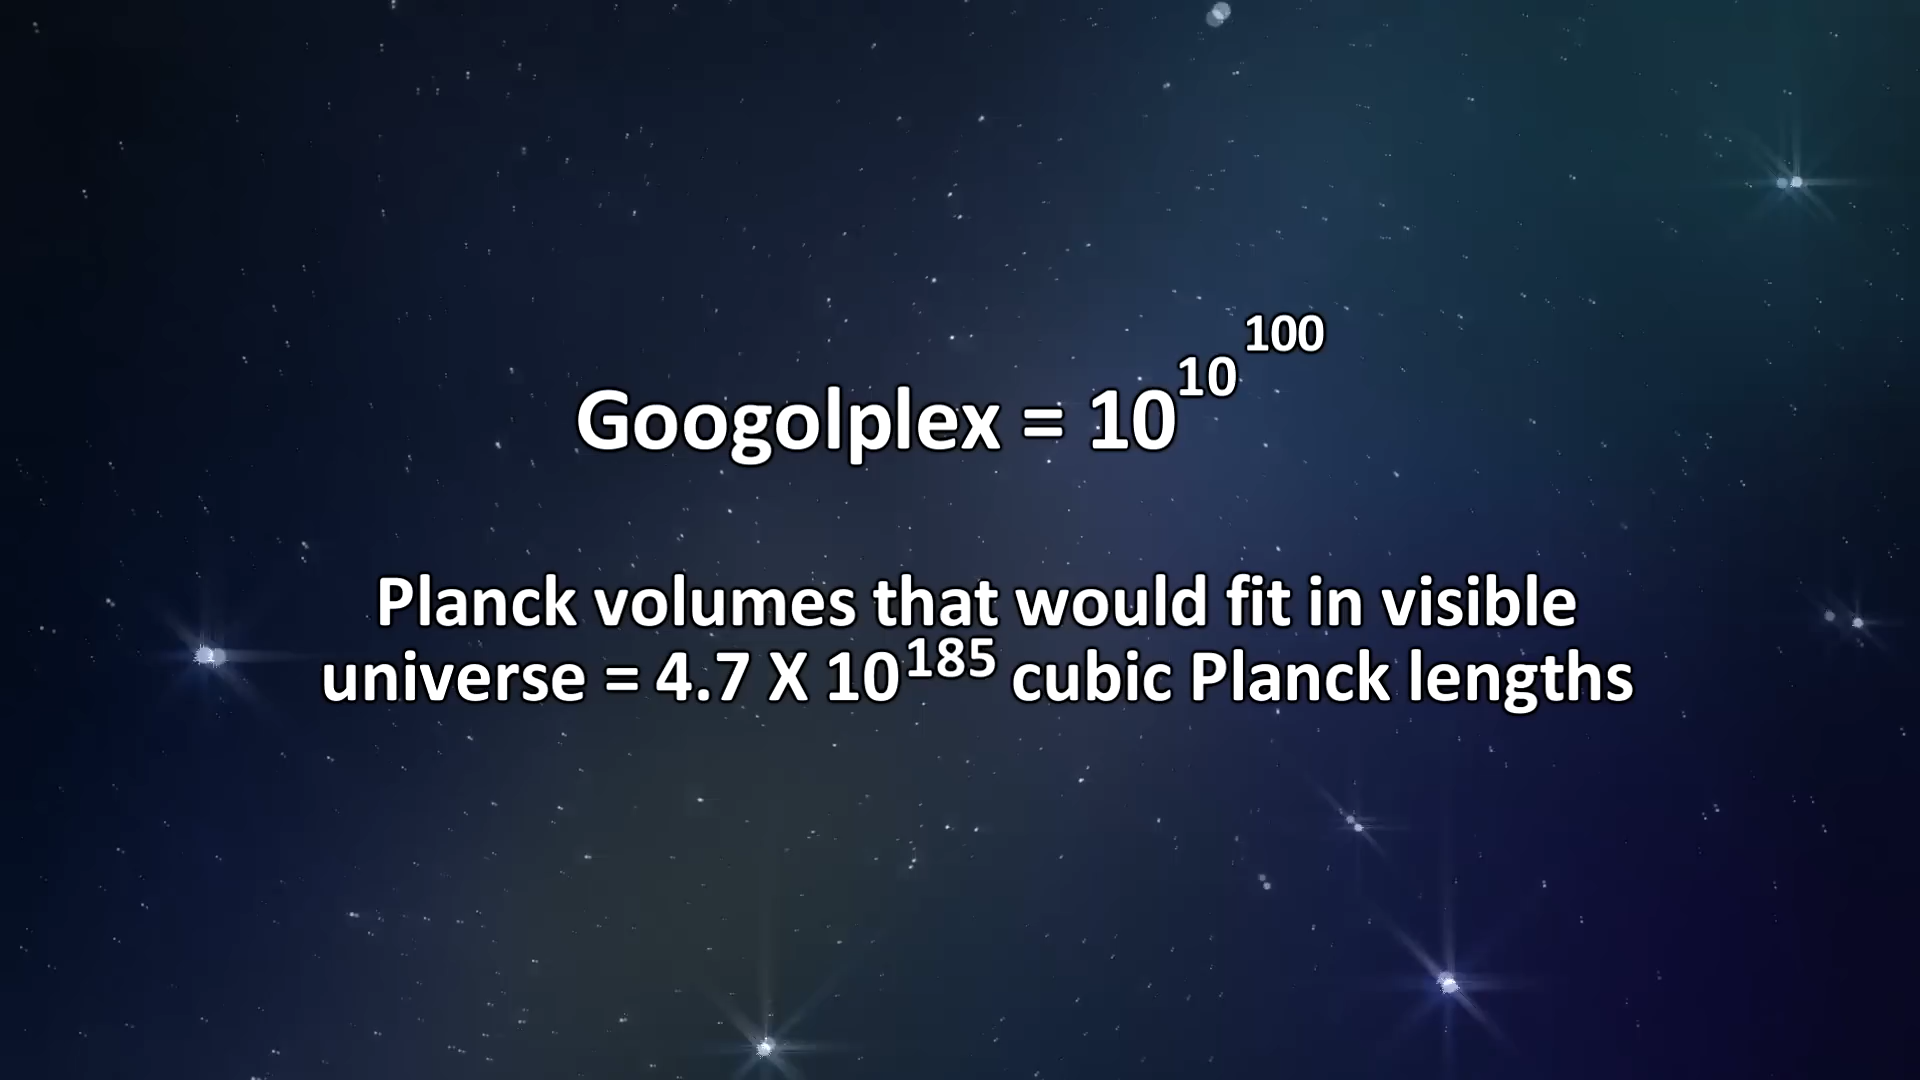 Googolplex = 10^10^100
Planck volumes that would fit in visible
universe = 4.7 X 10^185 cubic Planck lengths